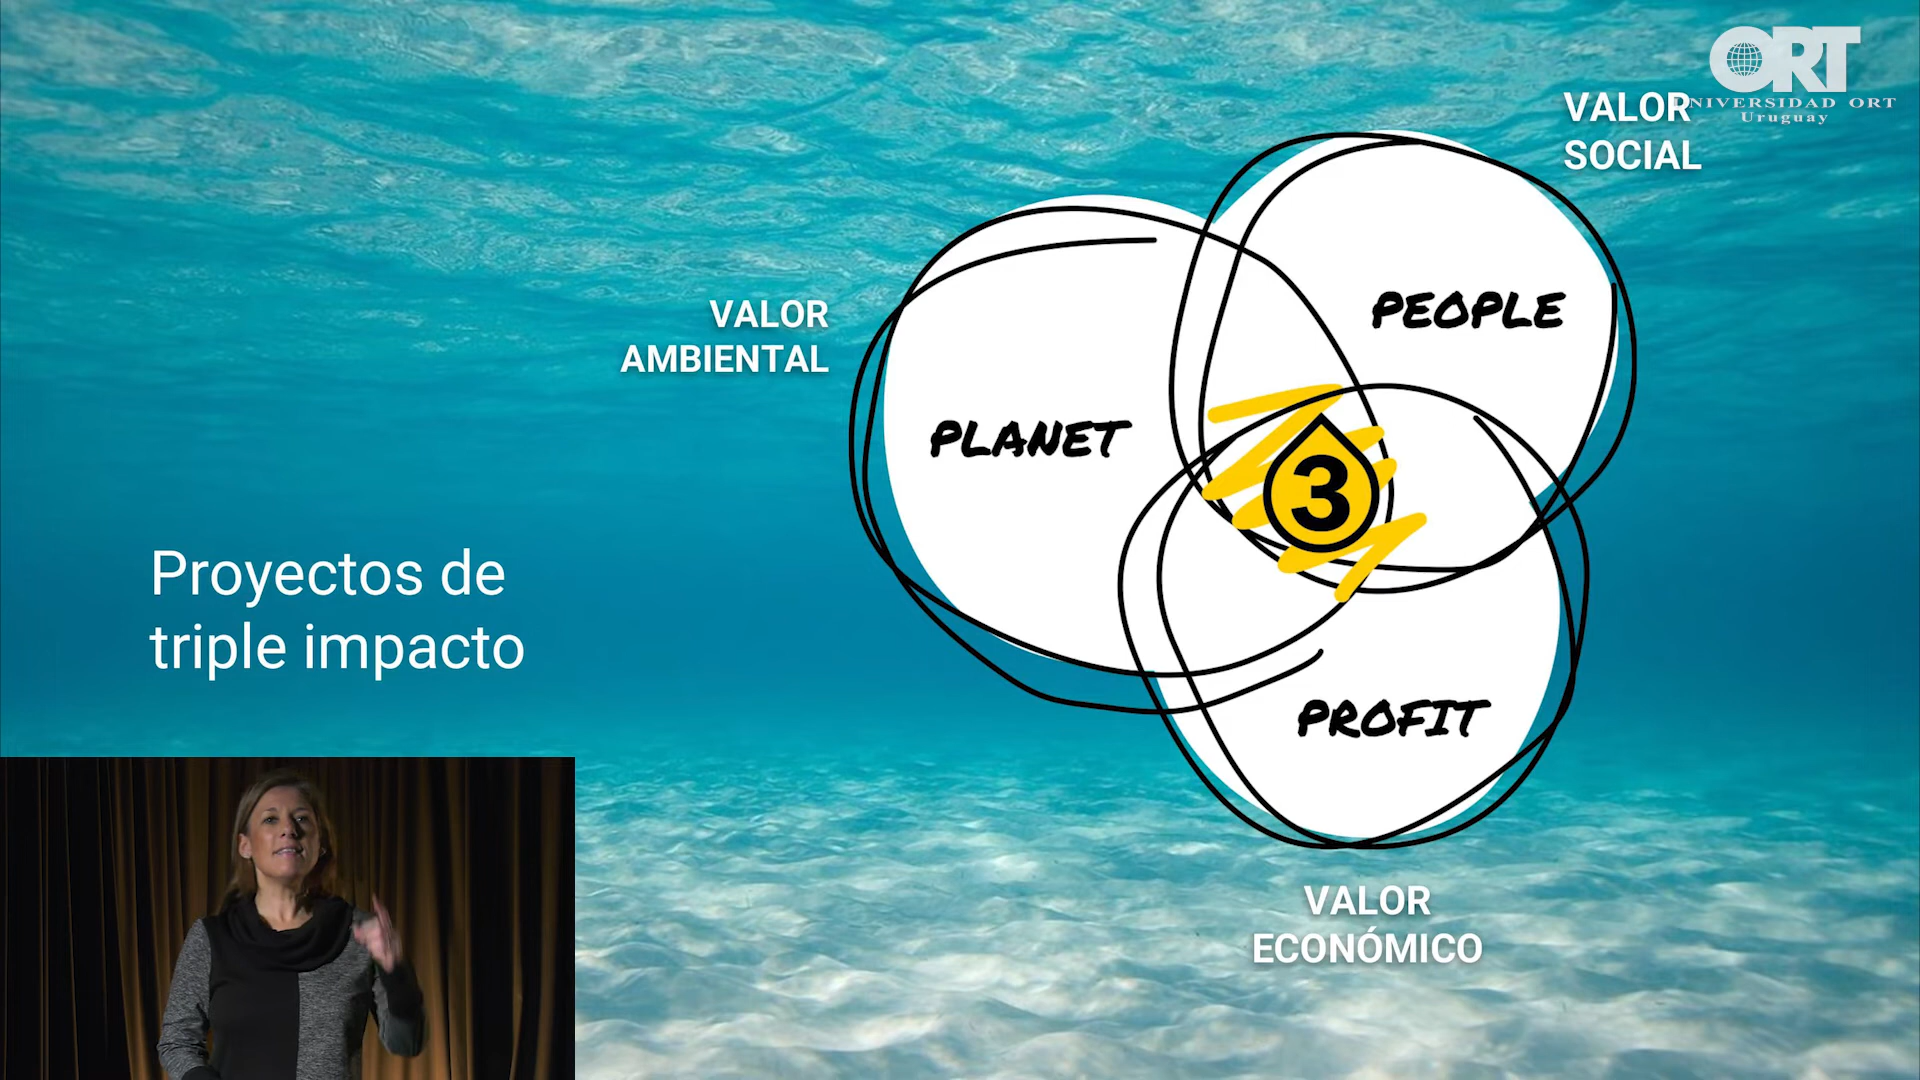 ORT
UNIVERSIDAD ORT
Uruguay
VALOR
SOCIAL
PEOPLE
VALOR
AMBIENTAL
PLANET
3
Proyectos de
triple impacto
PROFIT
VALOR
ECONÓMICO